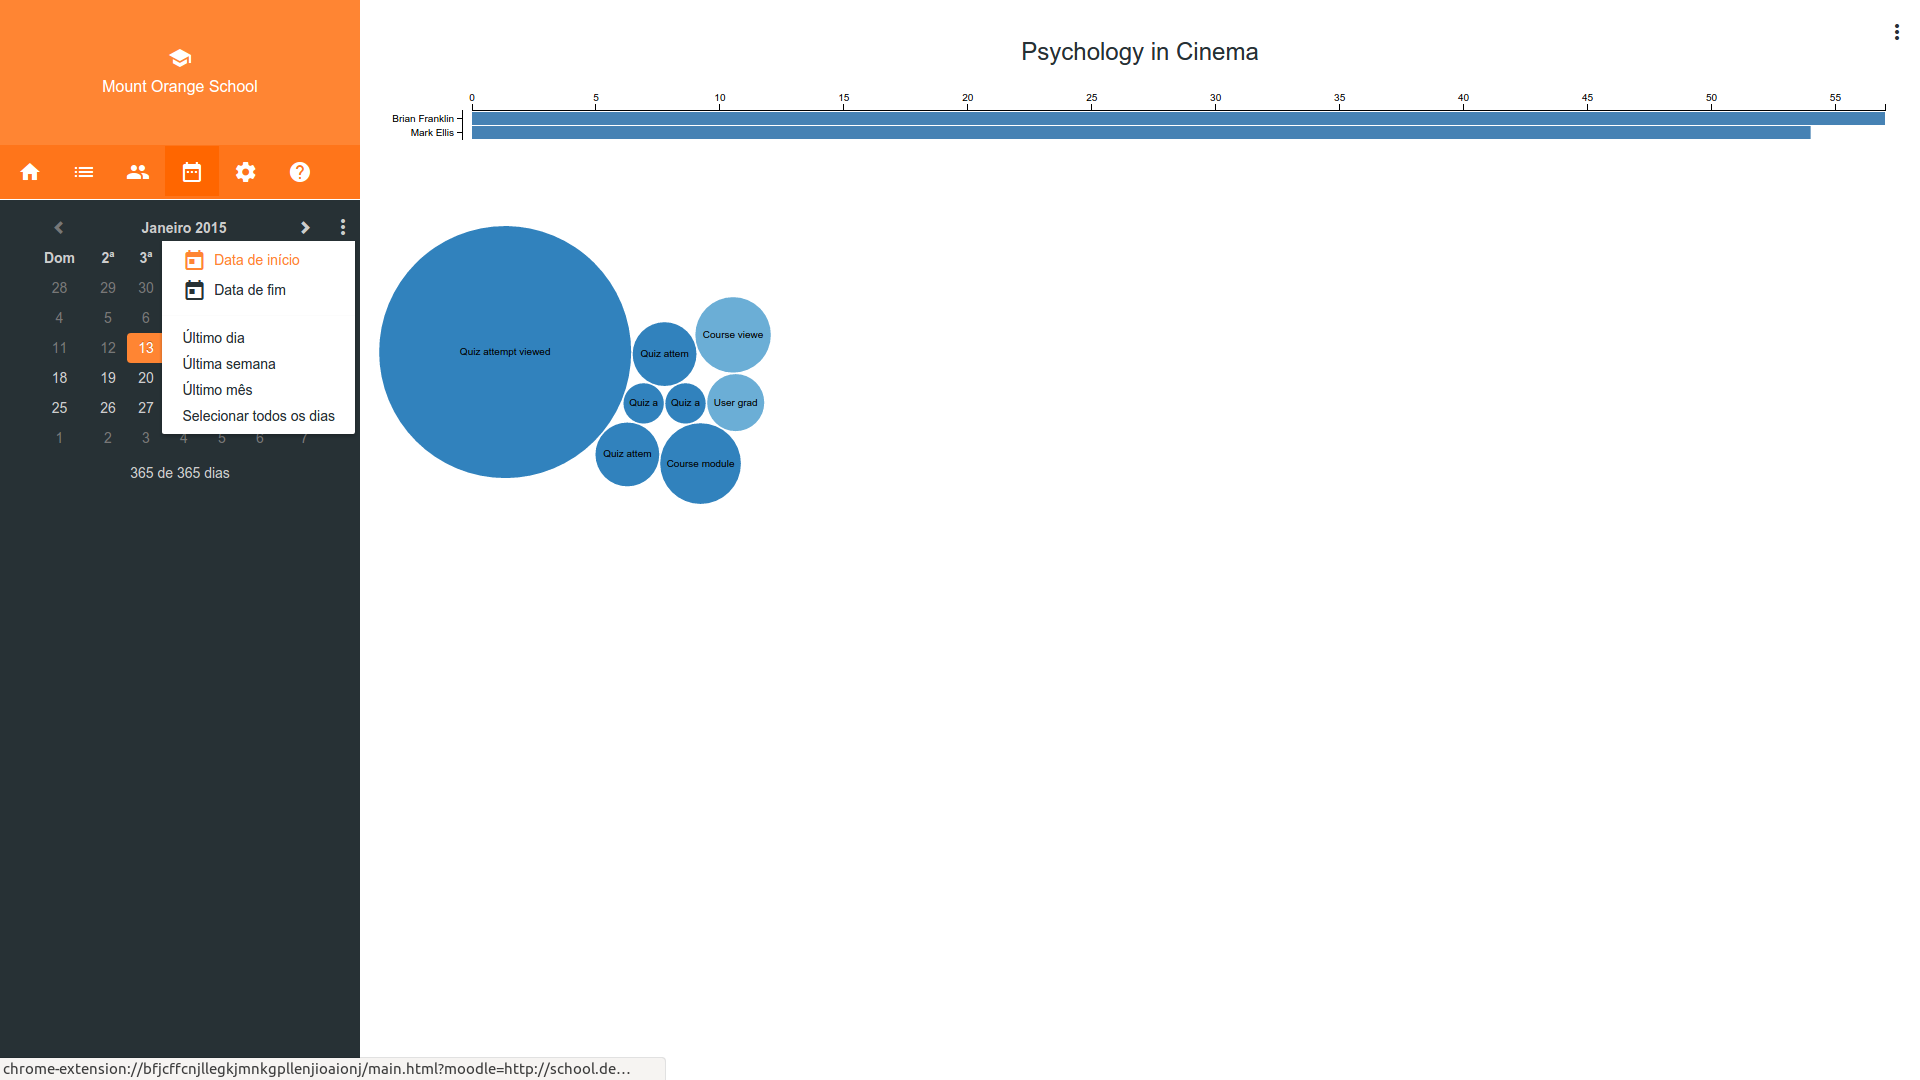 Mount Orange School
Janeiro 2015
Dom 2ª 3ª
28 29 30
4 5 6
11 12 13
18 19 20
25 26 27
1 2 3 4 5 6 7
Data de início
Data de fim
Último dia
Última semana
Último mês
Selecionar todos os dias
365 de 365 dias
Psychology in Cinema
0 5 10 15 20 25 30 35 40 45 50 55
Brian Franklin
Mark Ellis
Quiz attempt viewed
Quiz attem
Course viewe
Quiz a
Quiz a
User grad
Quiz attem
Course module
chrome-extension://bfjcffcnjllegkjmnkgpllenjioaionj/main.html?moodle=http://school.de…